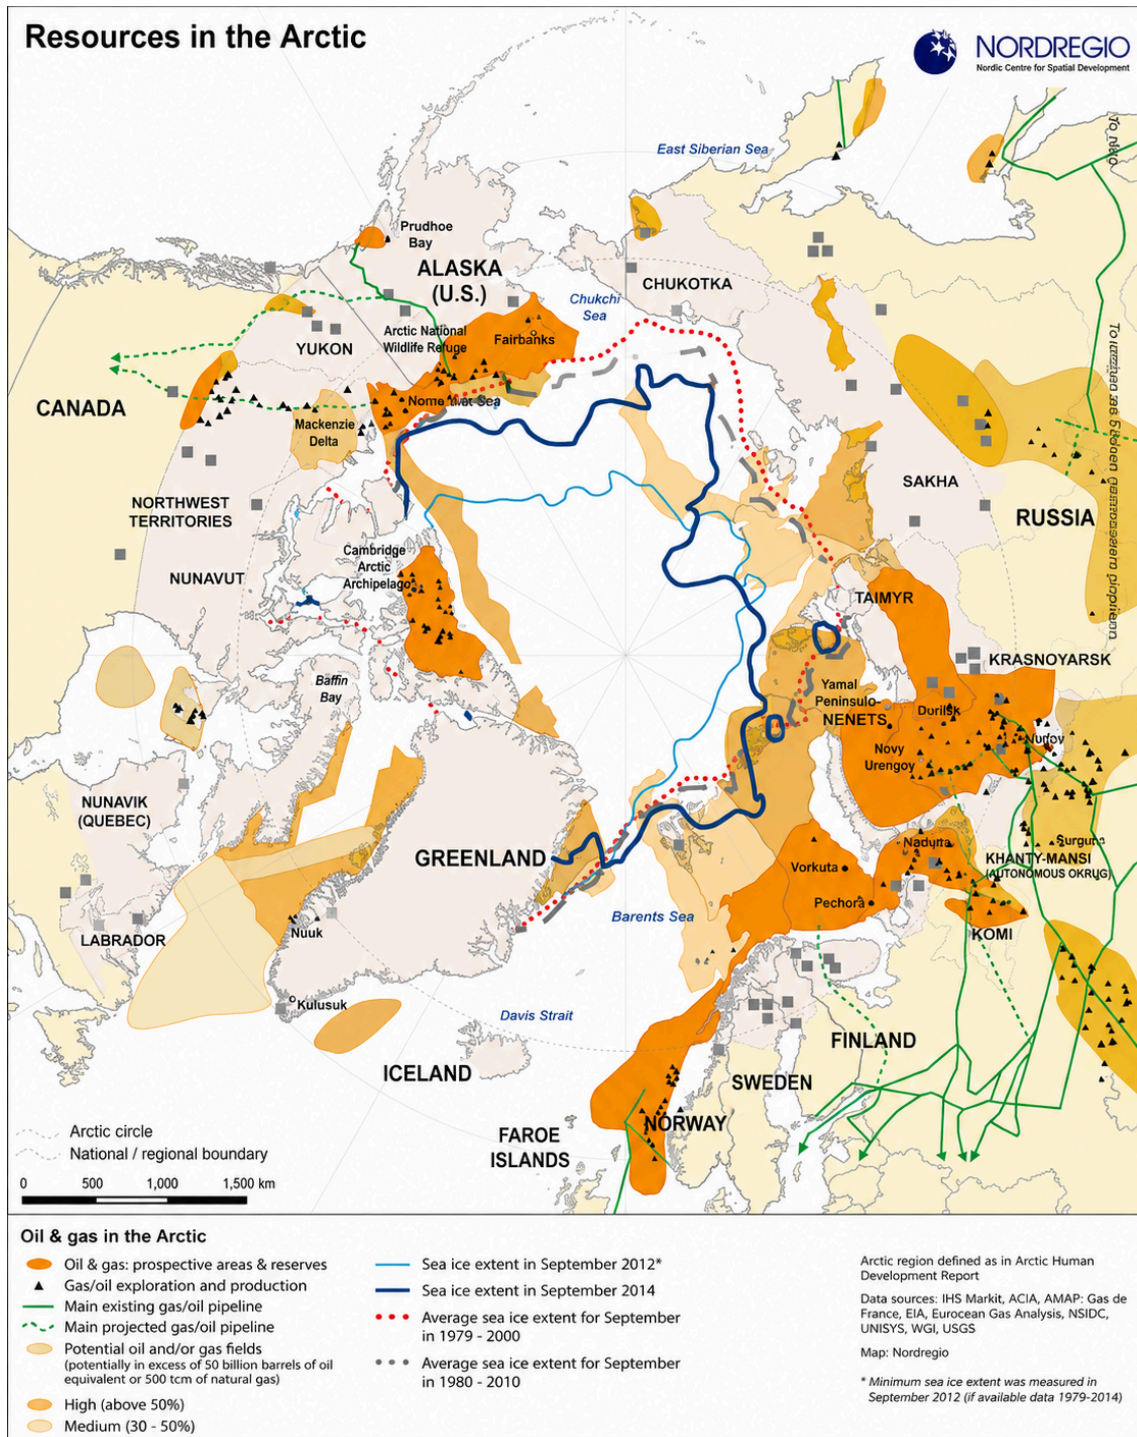 Resources in the Arctic
NORDREGIO
Nordic Centre for Spatial Development
East Siberian Sea
Prudhoe
Bay
ALASKA
(U.S.)
CHUKOTKA
Chukchi
Sea
Arctic National
Wildlife Refuge
Fairbanks
YUKON
CANADA
Nome
Sea
Mackenzie
Delta
SAKHA
NORTHWEST
TERRITORIES
RUSSIA
Cambridge
Arctic
Archipelago
NUNAVUT
TAIMYR
KRASNOYARSK
Baffin
Bay
Yamal
Peninsulo-
NENETS
Dorilsk
Novy
Urengoy
NUNAVIK
(QUEBEC)
GREENLAND
Vorkuta
KHANTY-MANSI
(AUTONOMOUS OKRUG)
Pechora
Barents Sea
KOMI
LABRADOR
Nuuk
Kulusuk
Davis Strait
FINLAND
ICELAND
SWEDEN
NORWAY
FAROE
ISLANDS
Arctic circle
National / regional boundary
0 500 1,000 1,500 km
Oil & gas in the Arctic
Oil & gas: prospective areas & reserves
Gas/oil exploration and production
Main existing gas/oil pipeline
Main projected gas/oil pipeline
Potential oil and/or gas fields
(potentially in excess of 50 billion barrels of oil
equivalent or 500 tcm of natural gas)
High (above 50%)
Medium (30 - 50%)
Sea ice extent in September 2012*
Sea ice extent in September 2014
Average sea ice extent for September
in 1979 - 2000
Average sea ice extent for September
in 1980 - 2010
Arctic region defined as in Arctic Human
Development Report
Data sources: IHS Markit, ACIA, AMAP: Gas de
France, EIA, Eurocean Gas Analysis, NSIDC,
UNISYS, WGI, USGS
Map: Nordregio
* Minimum sea ice extent was measured in
September 2012 (if available data 1979-2014)